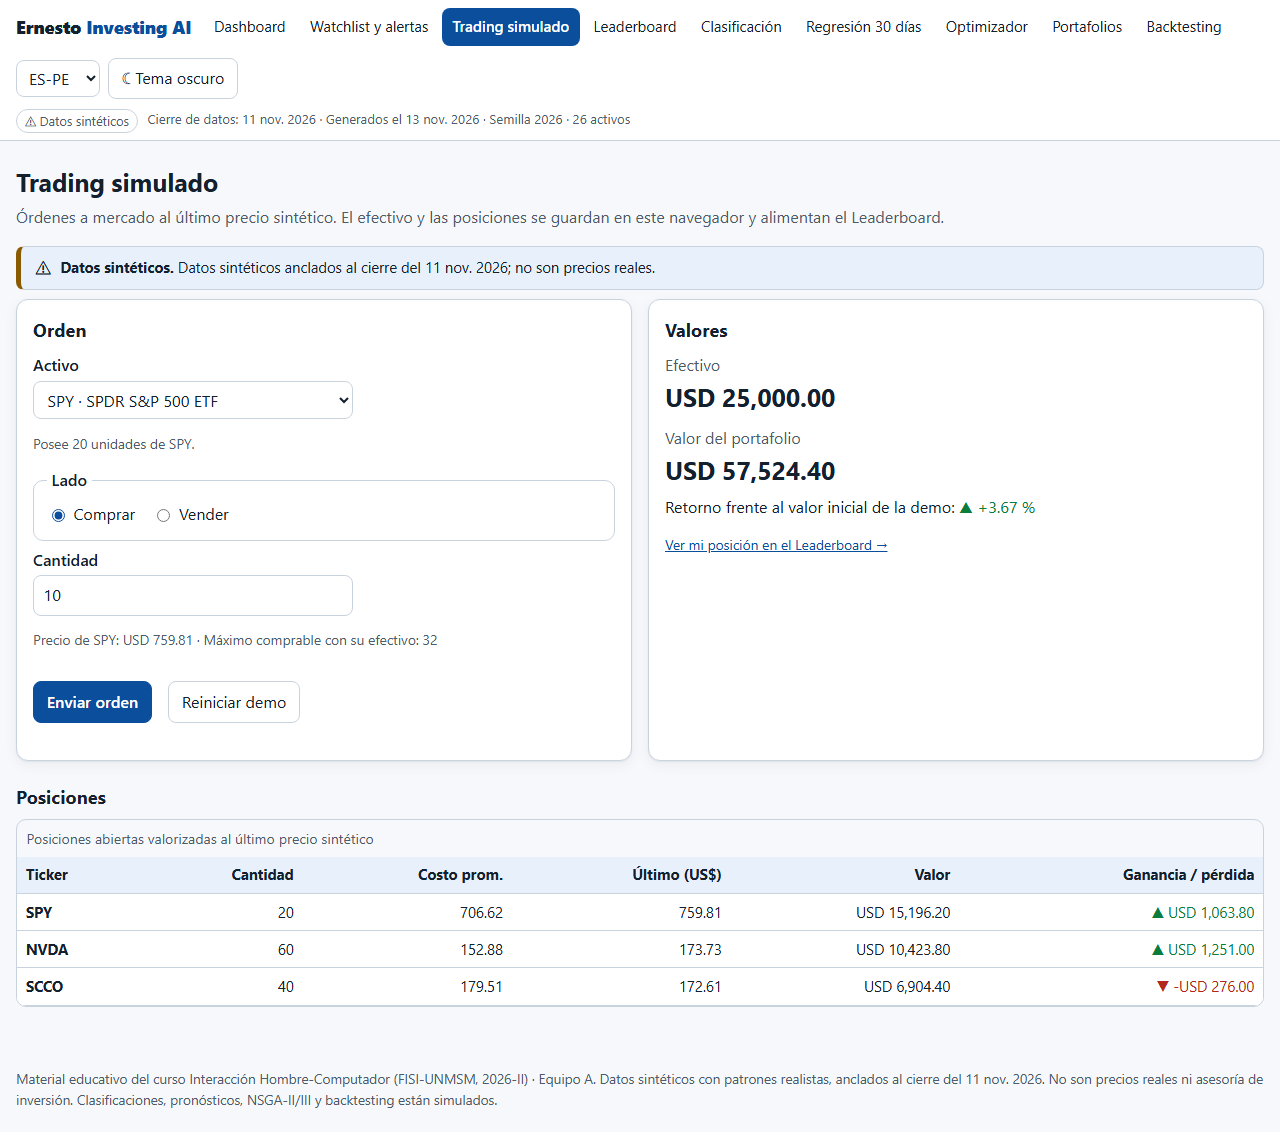 Ernesto Investing AI Dashboard Watchlist y alertas Trading simulado Leaderboard Clasificación Regresión 30 días Optimizador Portafolios Backtesting
ES-PE ☾ Tema oscuro
⚠ Datos sintéticos Cierre de datos: 11 nov. 2026 · Generados el 13 nov. 2026 · Semilla 2026 · 26 activos
Trading simulado
Órdenes a mercado al último precio sintético. El efectivo y las posiciones se guardan en este navegador y alimentan el Leaderboard.
⚠ Datos sintéticos. Datos sintéticos anclados al cierre del 11 nov. 2026; no son precios reales.
Orden
Activo
SPY · SPDR S&P 500 ETF
Posee 20 unidades de SPY.
Lado
Comprar Vender
Cantidad
10
Precio de SPY: USD 759.81 · Máximo comprable con su efectivo: 32
Enviar orden Reiniciar demo
Valores
Efectivo
USD 25,000.00
Valor del portafolio
USD 57,524.40
Retorno frente al valor inicial de la demo: ▲ +3.67 %
Ver mi posición en el Leaderboard →
Posiciones
Posiciones abiertas valorizadas al último precio sintético
Ticker Cantidad Costo prom. Último (US$) Valor Ganancia / pérdida
SPY 20 706.62 759.81 USD 15,196.20 ▲ USD 1,063.80
NVDA 60 152.88 173.73 USD 10,423.80 ▲ USD 1,251.00
SCCO 40 179.51 172.61 USD 6,904.40 ▼ -USD 276.00
Material educativo del curso Interacción Hombre-Computador (FISI-UNMSM, 2026-II) · Equipo A. Datos sintéticos con patrones realistas, anclados al cierre del 11 nov. 2026. No son precios reales ni asesoría de
inversión. Clasificaciones, pronósticos, NSGA-II/III y backtesting están simulados.